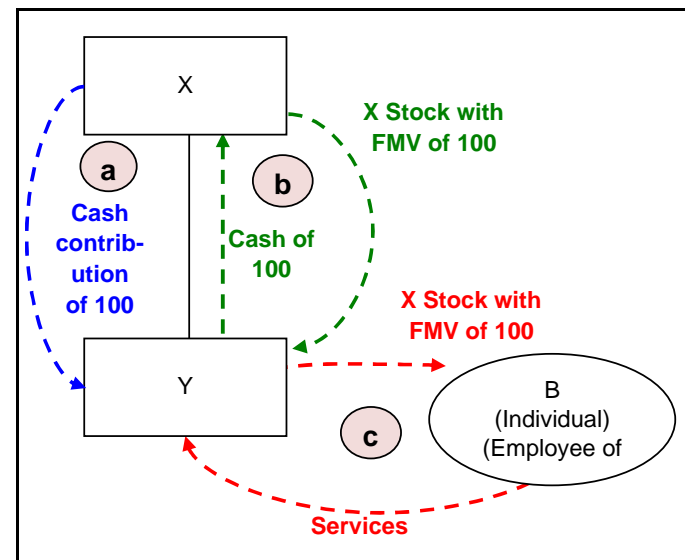 X
X Stock with
FMV of 100
a
b
Cash
contrib-
ution
of 100
Cash of
100
X Stock with
FMV of 100
Y
B
(Individual)
(Employee of
c
Services